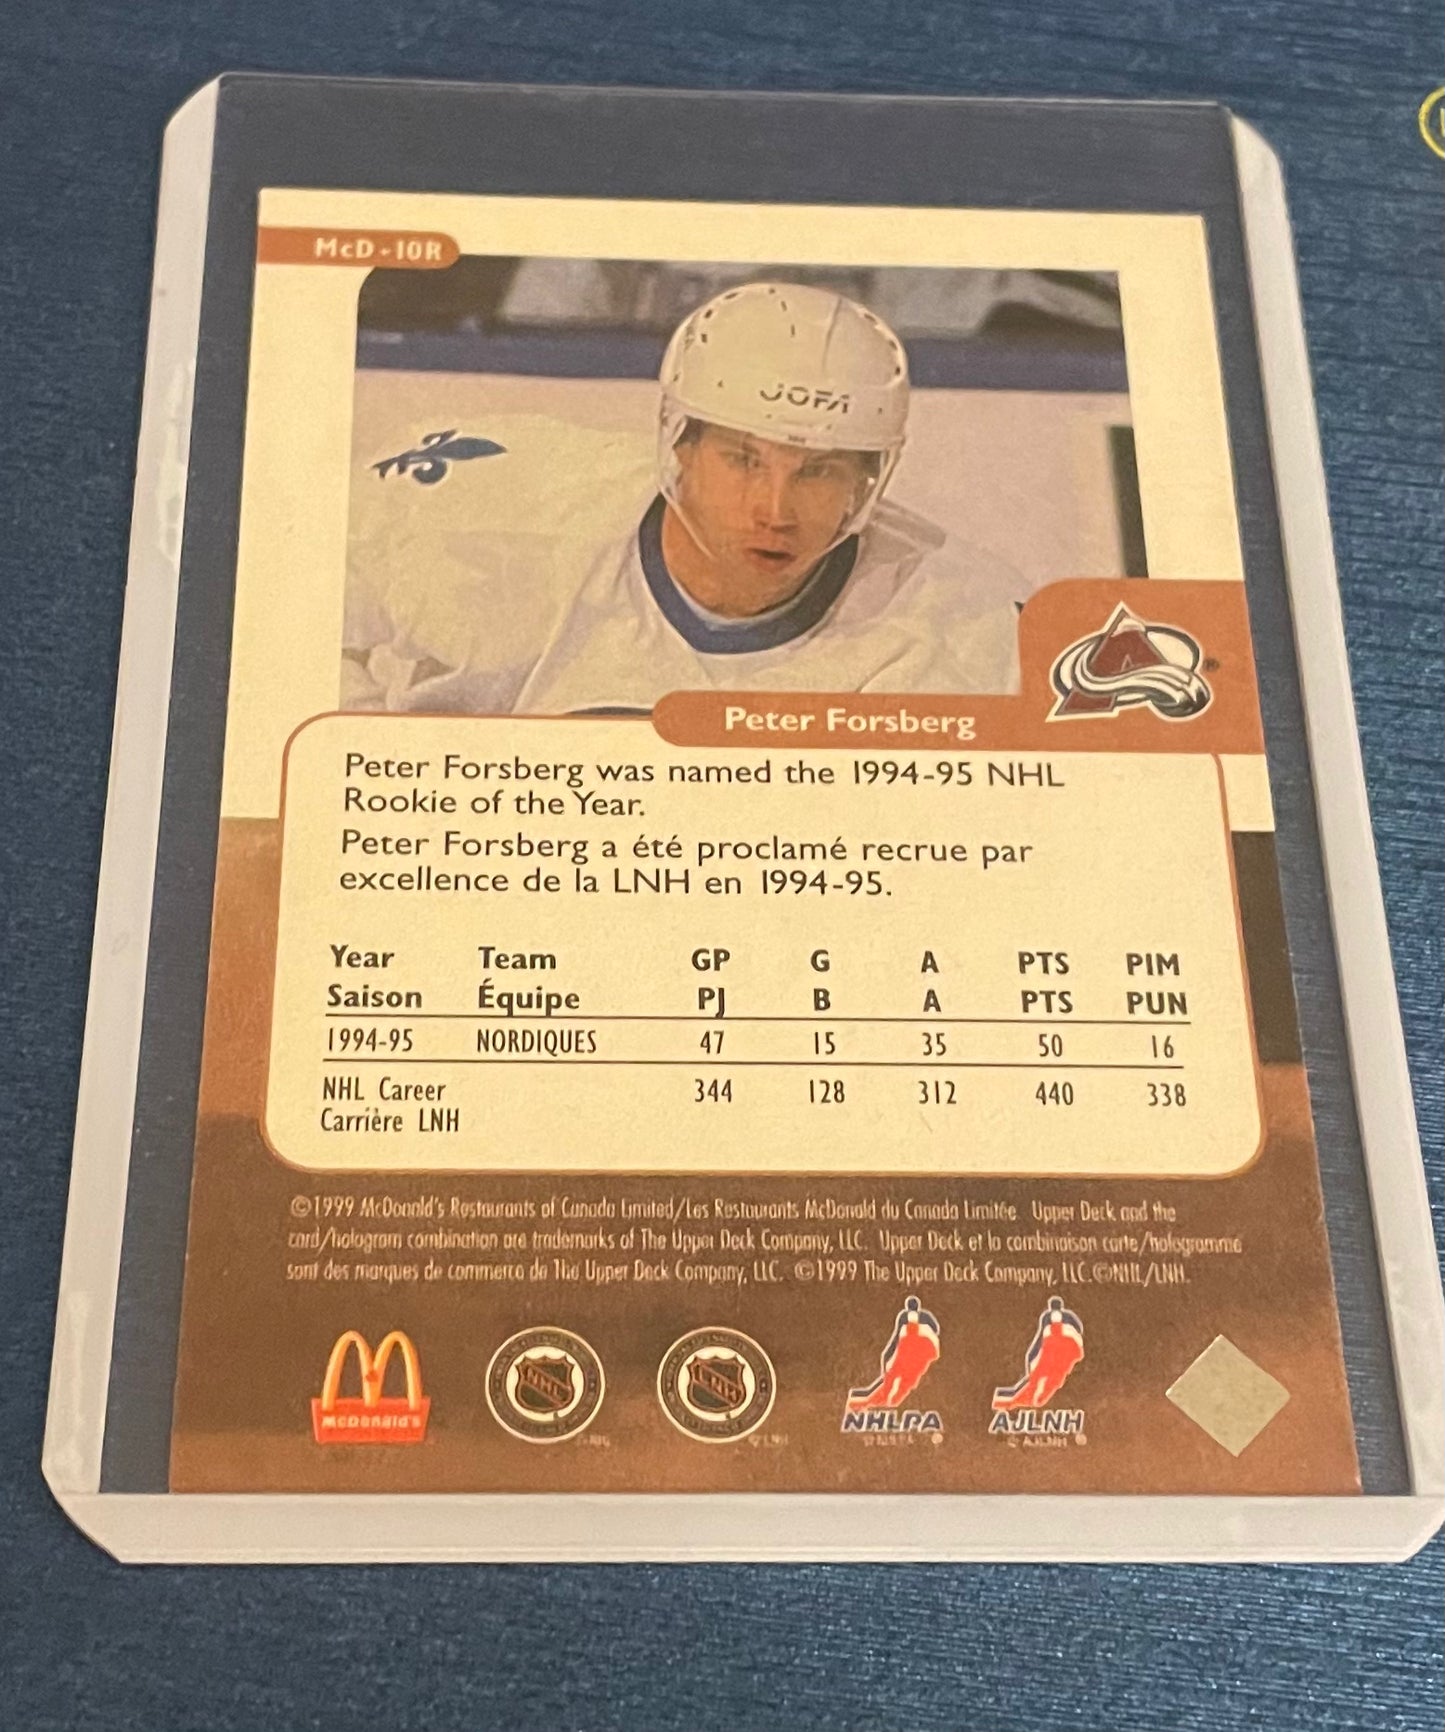 McD-10R
JOFA
Peter Forsberg
Peter Forsberg was named the 1994-95 NHL
Rookie of the Year.
Peter Forsberg a été proclamé recrue par
excellence de la LNH en 1994-95.
Year Team GP G A PTS PIM
Saison Équipe PJ B A PTS PUN
1994-95 NORDIQUES 47 15 35 50 16
NHL Career 344 128 312 440 338
Carrière LNH
©1999 McDonald's Restaurants of Canada Limited/Les Restaurants McDonald du Canada Limitée. Upper Deck and the
card/hologram combination are trademarks of The Upper Deck Company, LLC. Upper Deck et la combinaison carte/hologramme
sont des marques de commerce de The Upper Deck Company, LLC. ©1999 The Upper Deck Company, LLC.©NHL/LNH.
McDonald's NHL LNH NHLPA AJLNH